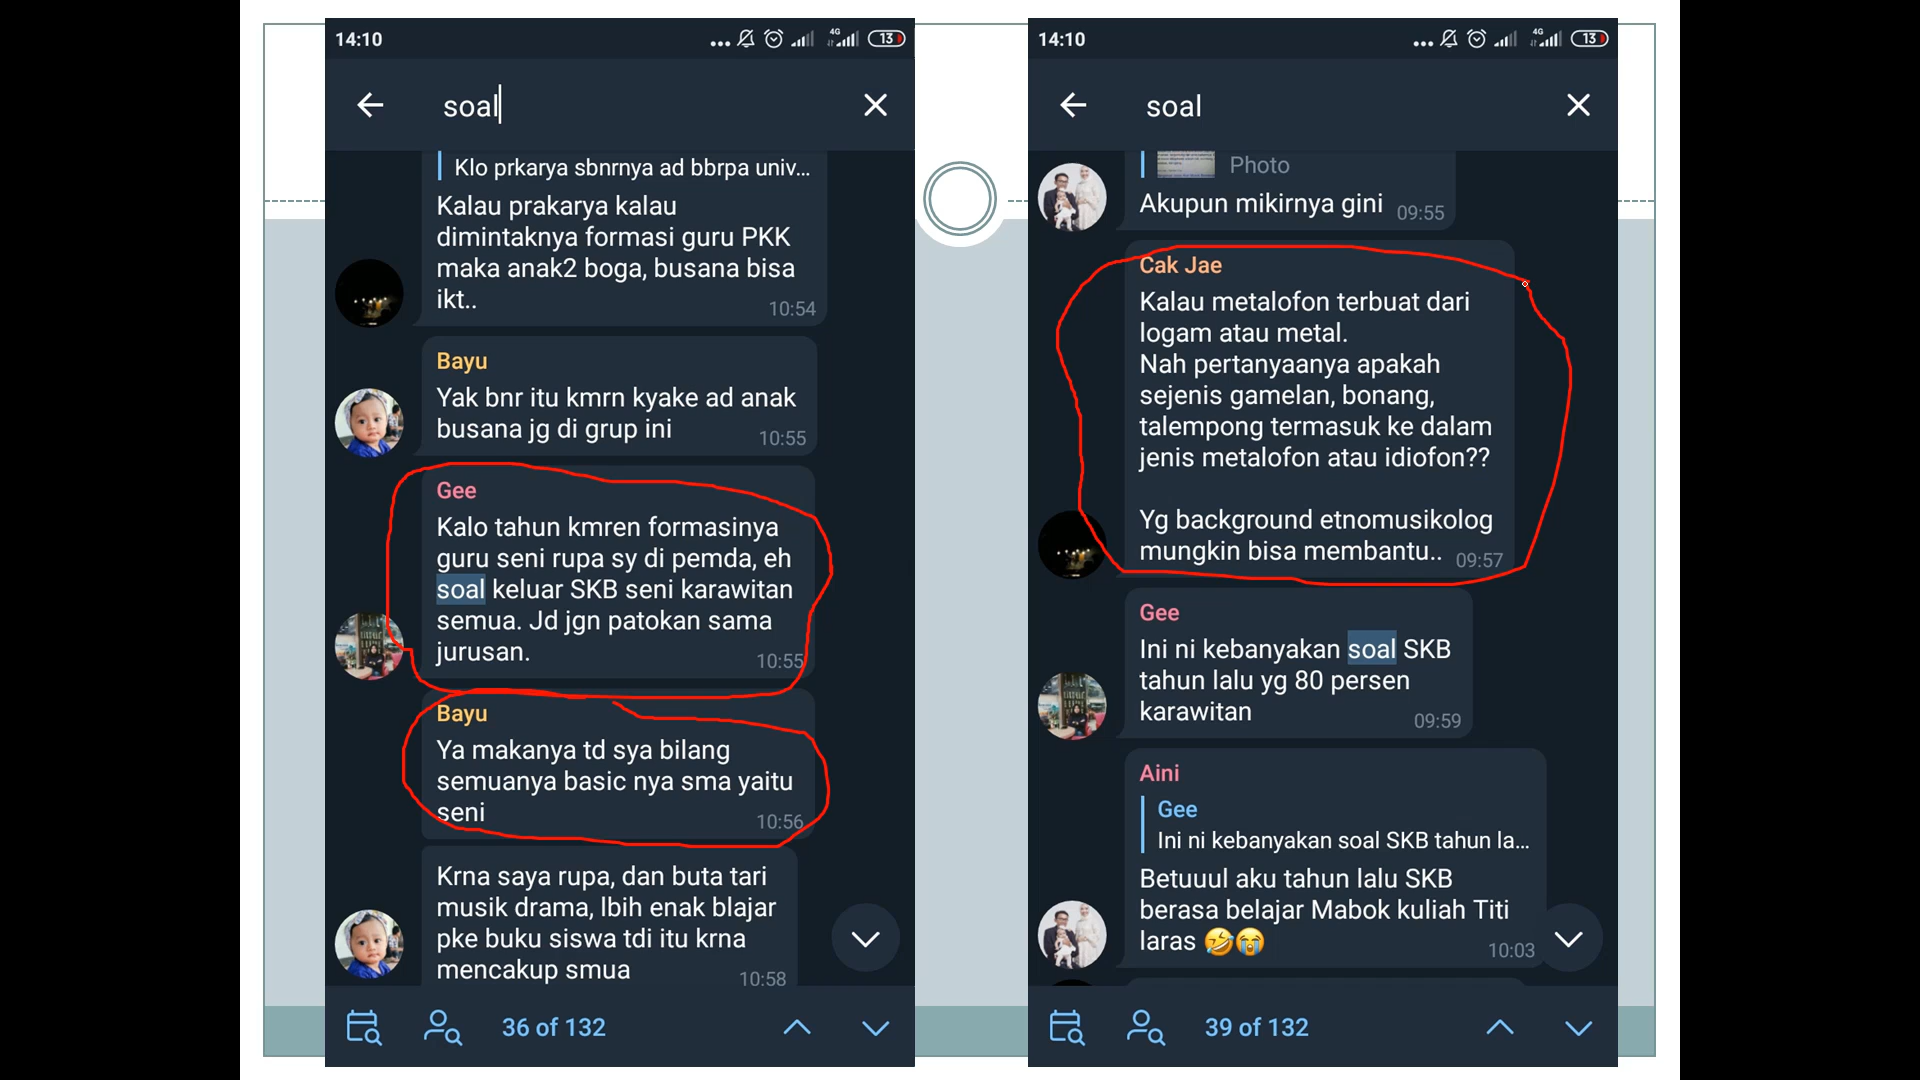 14:10
4G
13
soal
Klo prkarya sbnrnya ad bbrpa univ...
Kalau prakarya kalau
dimintaknya formasi guru PKK
maka anak2 boga, busana bisa
ikt..
10:54
Bayu
Yak bnr itu kmrn kyake ad anak
busana jg di grup ini
10:55
Gee
Kalo tahun kmren formasinya
guru seni rupa sy di pemda, eh
soal keluar SKB seni karawitan
semua. Jd jgn patokan sama
jurusan.
10:55
Bayu
Ya makanya td sya bilang
semuanya basic nya sma yaitu
seni
10:56
Krna saya rupa, dan buta tari
musik drama, lbih enak blajar
pke buku siswa tdi itu krna
mencakup smua
10:58
36 of 132
14:10
4G
13
soal
Photo
Akupun mikirnya gini
09:55
Cak Jae
Kalau metalofon terbuat dari
logam atau metal.
Nah pertanyaanya apakah
sejenis gamelan, bonang,
talempong termasuk ke dalam
jenis metalofon atau idiofon??
Yg background etnomusikolog
mungkin bisa membantu..
09:57
Gee
Ini ni kebanyakan soal SKB
tahun lalu yg 80 persen
karawitan
09:59
Aini
Gee
Ini ni kebanyakan soal SKB tahun la...
Betuuul aku tahun lalu SKB
berasa belajar Mabok kuliah Titi
laras 🤣😭
10:03
39 of 132